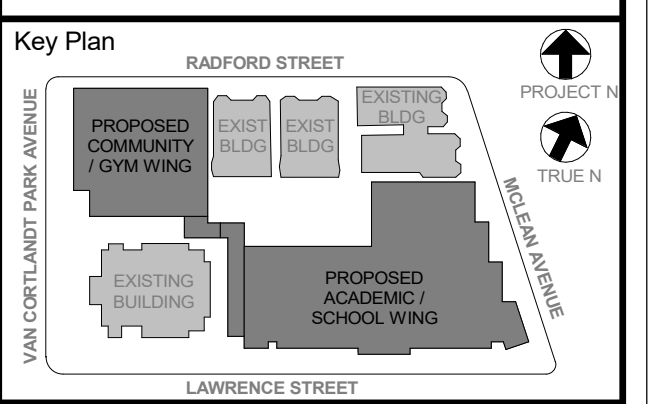 Key Plan
RADFORD STREET
PROJECT N
TRUE N
VAN CORTLANDT PARK AVENUE
PROPOSED
COMMUNITY
/ GYM WING
EXIST
BLDG
EXIST
BLDG
EXISTING
BLDG
MCLEAN AVENUE
EXISTING
BUILDING
PROPOSED
ACADEMIC /
SCHOOL WING
LAWRENCE STREET